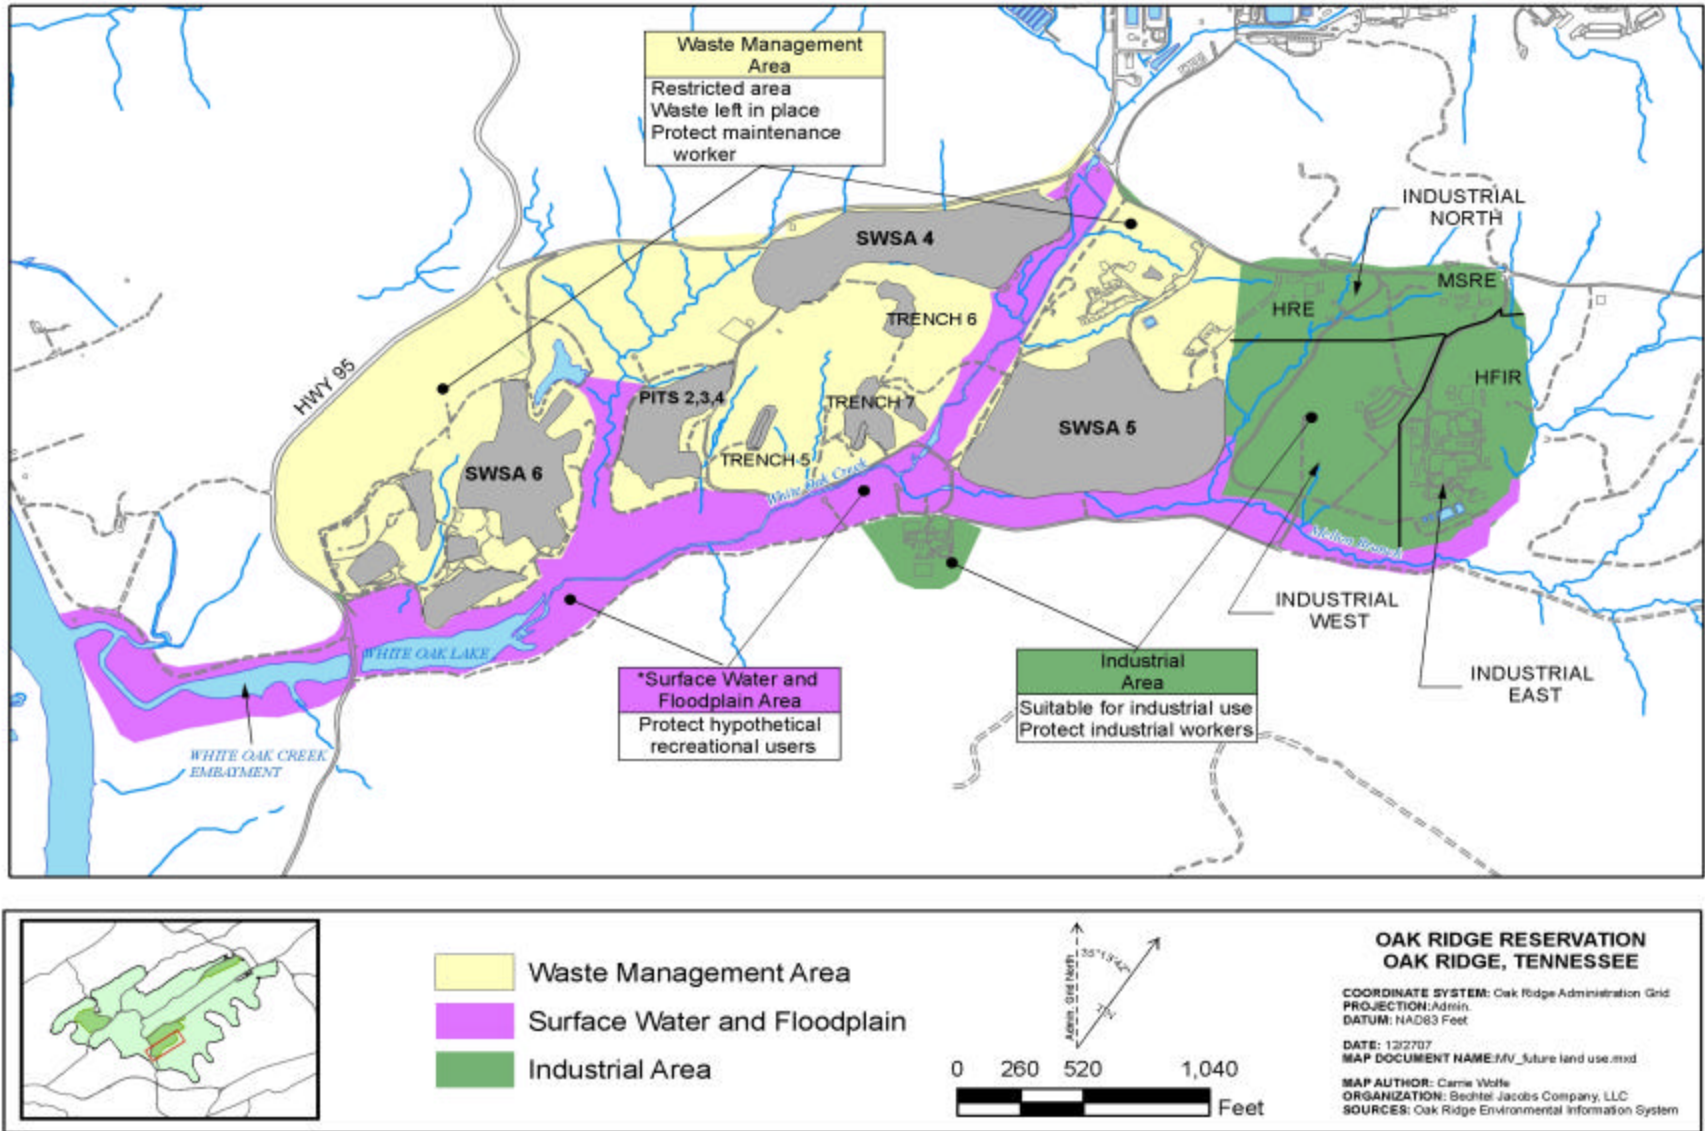 Waste Management
Area
Restricted area
Waste left in place
Protect maintenance
worker
INDUSTRIAL
NORTH
SWSA 4
MSRE
HRE
TRENCH 6
HWY 95
HFIR
PITS 2,3,4
TRENCH 7
SWSA 5
TRENCH 5
SWSA 6
White Oak Creek
Melton Branch
INDUSTRIAL
WEST
WHITE OAK LAKE
INDUSTRIAL
EAST
*Surface Water and
Floodplain Area
Protect hypothetical
recreational users
Industrial
Area
Suitable for industrial use
Protect industrial workers
WHITE OAK CREEK
EMBAYMENT
Waste Management Area
Surface Water and Floodplain
Industrial Area
Admin. Grid North
0 260 520 1,040
Feet
OAK RIDGE RESERVATION
OAK RIDGE, TENNESSEE
COORDINATE SYSTEM: Oak Ridge Administration Grid
PROJECTION:Admin.
DATUM: NAD83 Feet
DATE: 12/2707
MAP DOCUMENT NAME:MV_future land use.mxd
MAP AUTHOR: Carrie Wolfe
ORGANIZATION: Bechtel Jacobs Company, LLC
SOURCES: Oak Ridge Environmental Information System